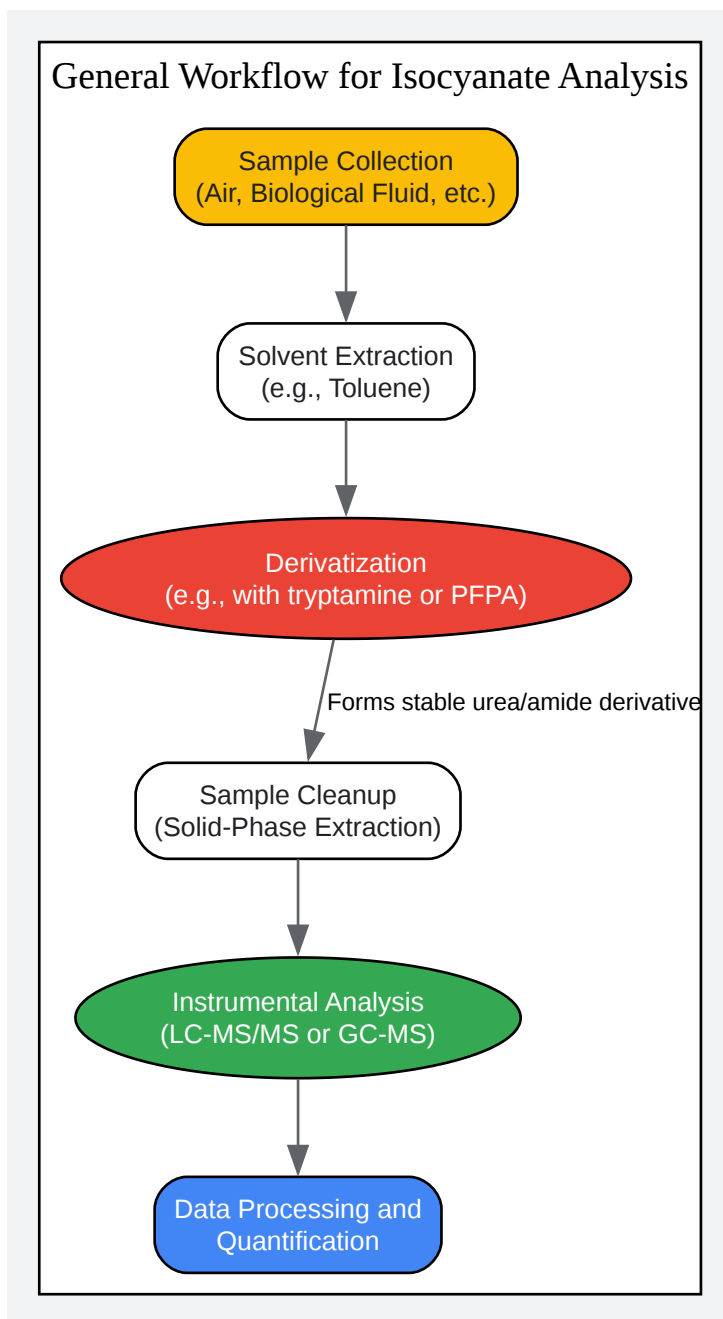 General Workflow for Isocyanate Analysis
Sample Collection
(Air, Biological Fluid, etc.)
Solvent Extraction
(e.g., Toluene)
Derivatization
(e.g., with tryptamine or PFPA)
Forms stable urea/amide derivative
Sample Cleanup
(Solid-Phase Extraction)
Instrumental Analysis
(LC-MS/MS or GC-MS)
Data Processing and
Quantification